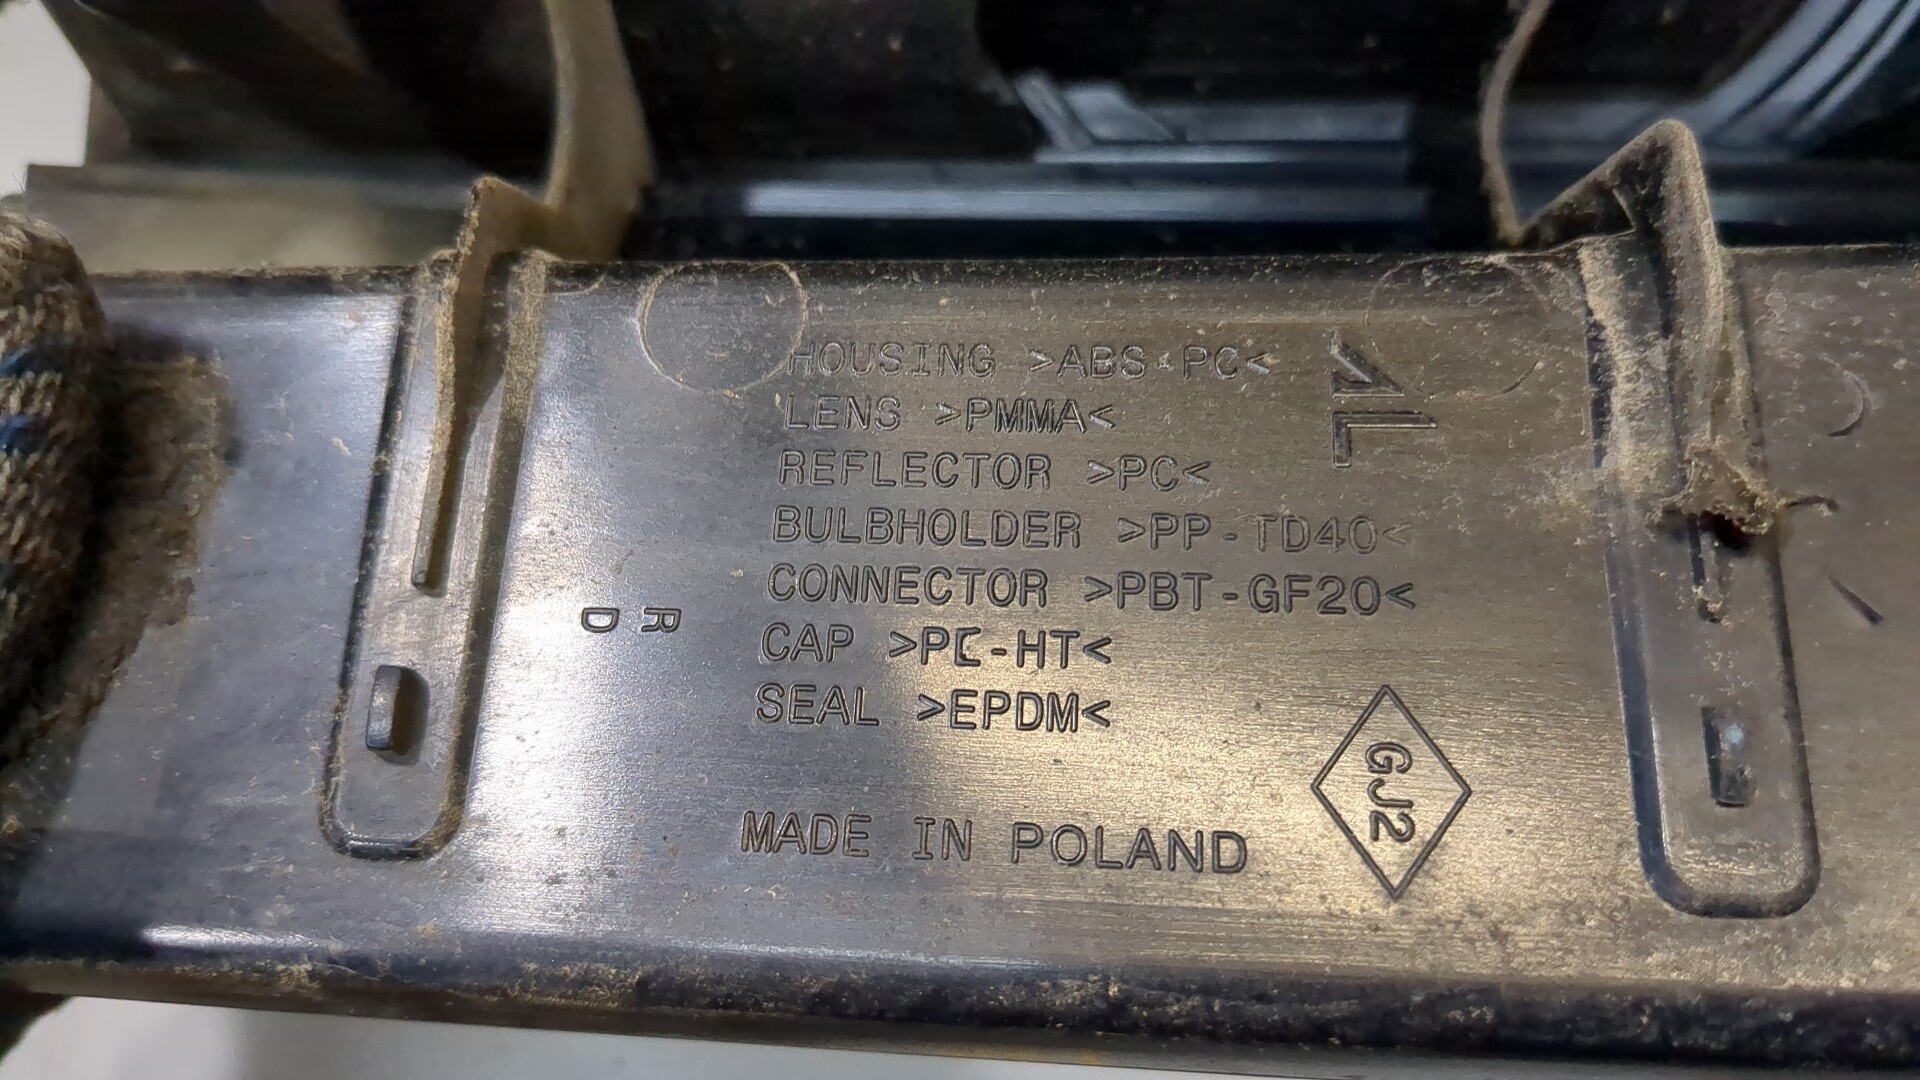 HOUSING >ABS+PC<
LENS >PMMA<
REFLECTOR >PC<
BULBHOLDER >PP-TD40<
CONNECTOR >PBT-GF20<
CAP >PC-HT<
SEAL >EPDM<
MADE IN POLAND
GJ2
R
D
AL